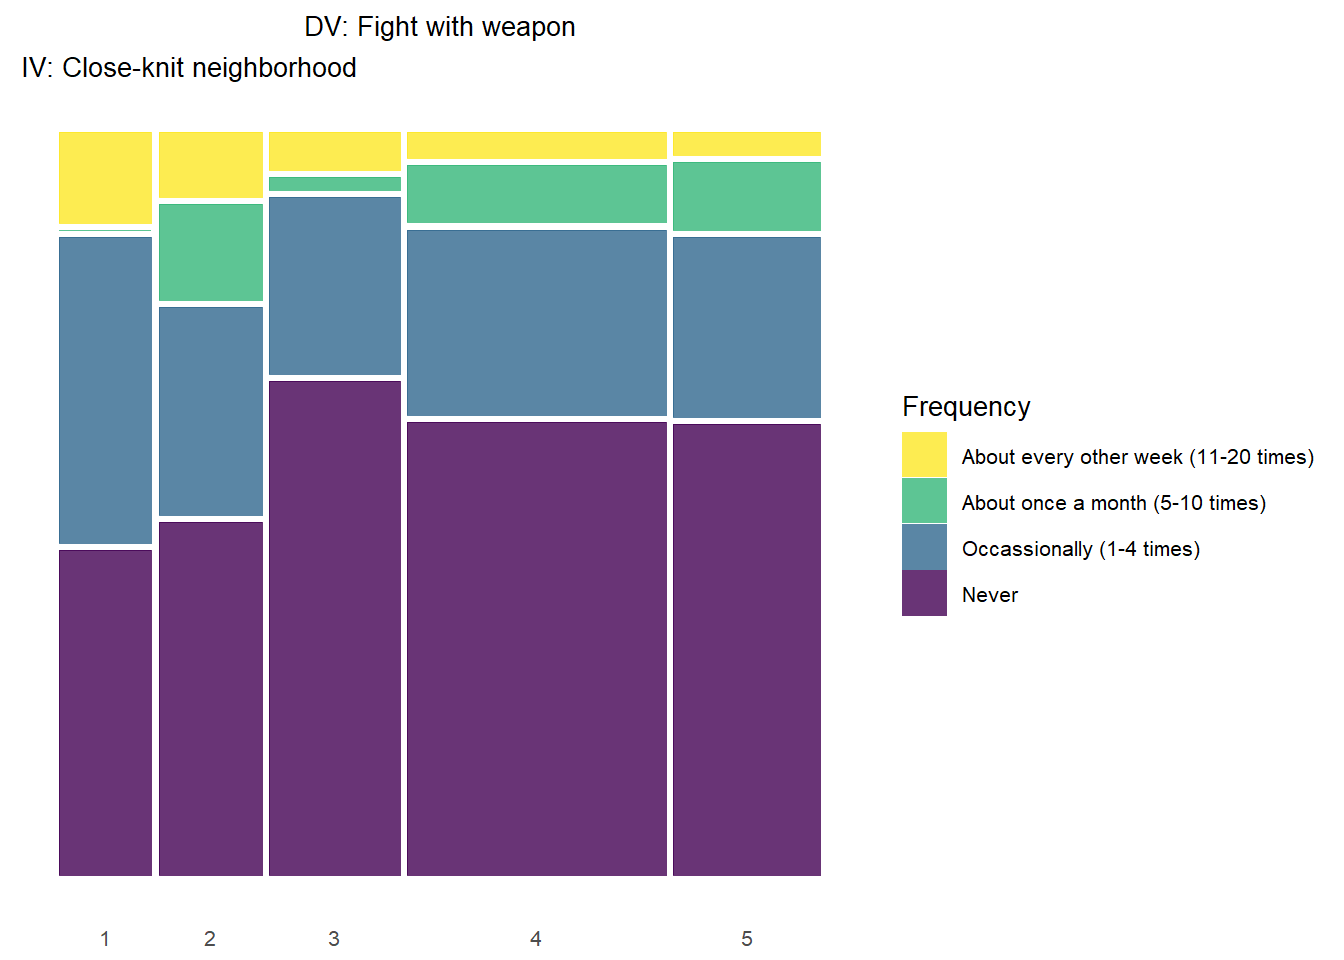 DV: Fight with weapon
IV: Close-knit neighborhood
Frequency
About every other week (11-20 times)
About once a month (5-10 times)
Occassionally (1-4 times)
Never
1 2 3 4 5